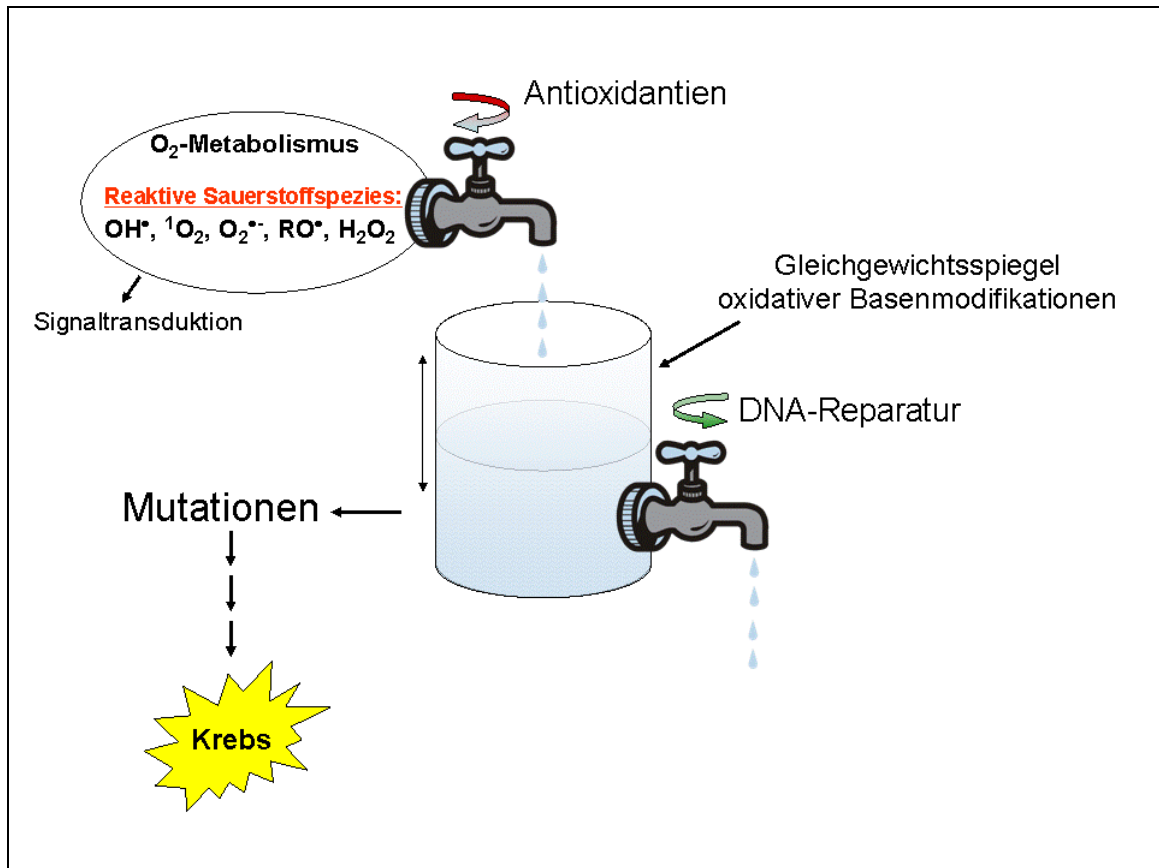 Antioxidantien
O₂-Metabolismus
Reaktive Sauerstoffspezies:
OH•, ¹O₂, O₂•-, RO•, H₂O₂
Signaltransduktion
Gleichgewichtsspiegel
oxidativer Basenmodifikationen
DNA-Reparatur
Mutationen
Krebs